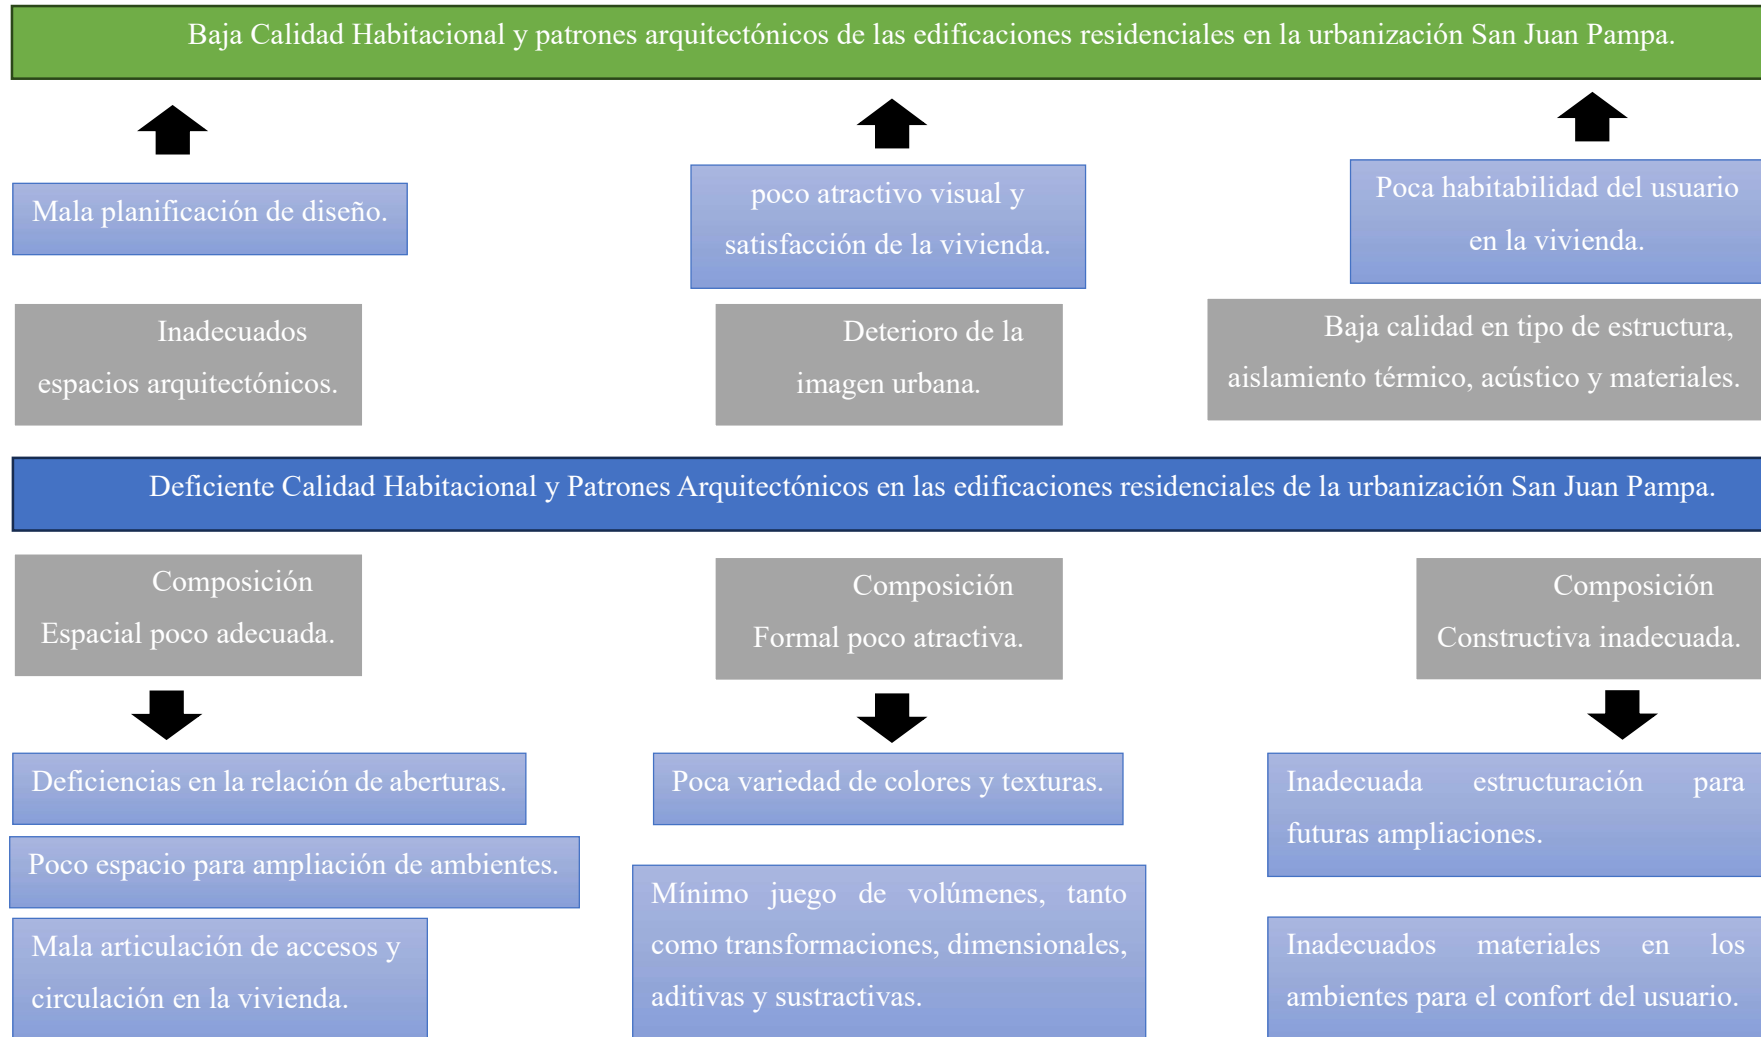 Baja Calidad Habitacional y patrones arquitectónicos de las edificaciones residenciales en la urbanización San Juan Pampa.
Mala planificación de diseño.
poco atractivo visual y
satisfacción de la vivienda.
Poca habitabilidad del usuario
en la vivienda.
Inadecuados
espacios arquitectónicos.
Deterioro de la
imagen urbana.
Baja calidad en tipo de estructura,
aislamiento térmico, acústico y materiales.
Deficiente Calidad Habitacional y Patrones Arquitectónicos en las edificaciones residenciales de la urbanización San Juan Pampa.
Composición
Espacial poco adecuada.
Composición
Formal poco atractiva.
Composición
Constructiva inadecuada.
Deficiencias en la relación de aberturas.
Poco espacio para ampliación de ambientes.
Mala articulación de accesos y
circulación en la vivienda.
Poca variedad de colores y texturas.
Mínimo juego de volúmenes, tanto
como transformaciones, dimensionales,
aditivas y sustractivas.
Inadecuada estructuración para
futuras ampliaciones.
Inadecuados materiales en los
ambientes para el confort del usuario.